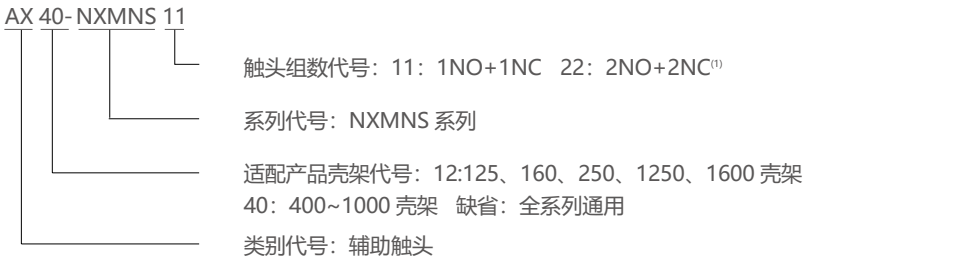 AX 40- NXMNS 11
触头组数代号：11：1NO+1NC 22：2NO+2NC(1)
系列代号：NXMNS 系列
适配产品壳架代号：12:125、160、250、1250、1600 壳架
40：400~1000 壳架 缺省：全系列通用
类别代号：辅助触头